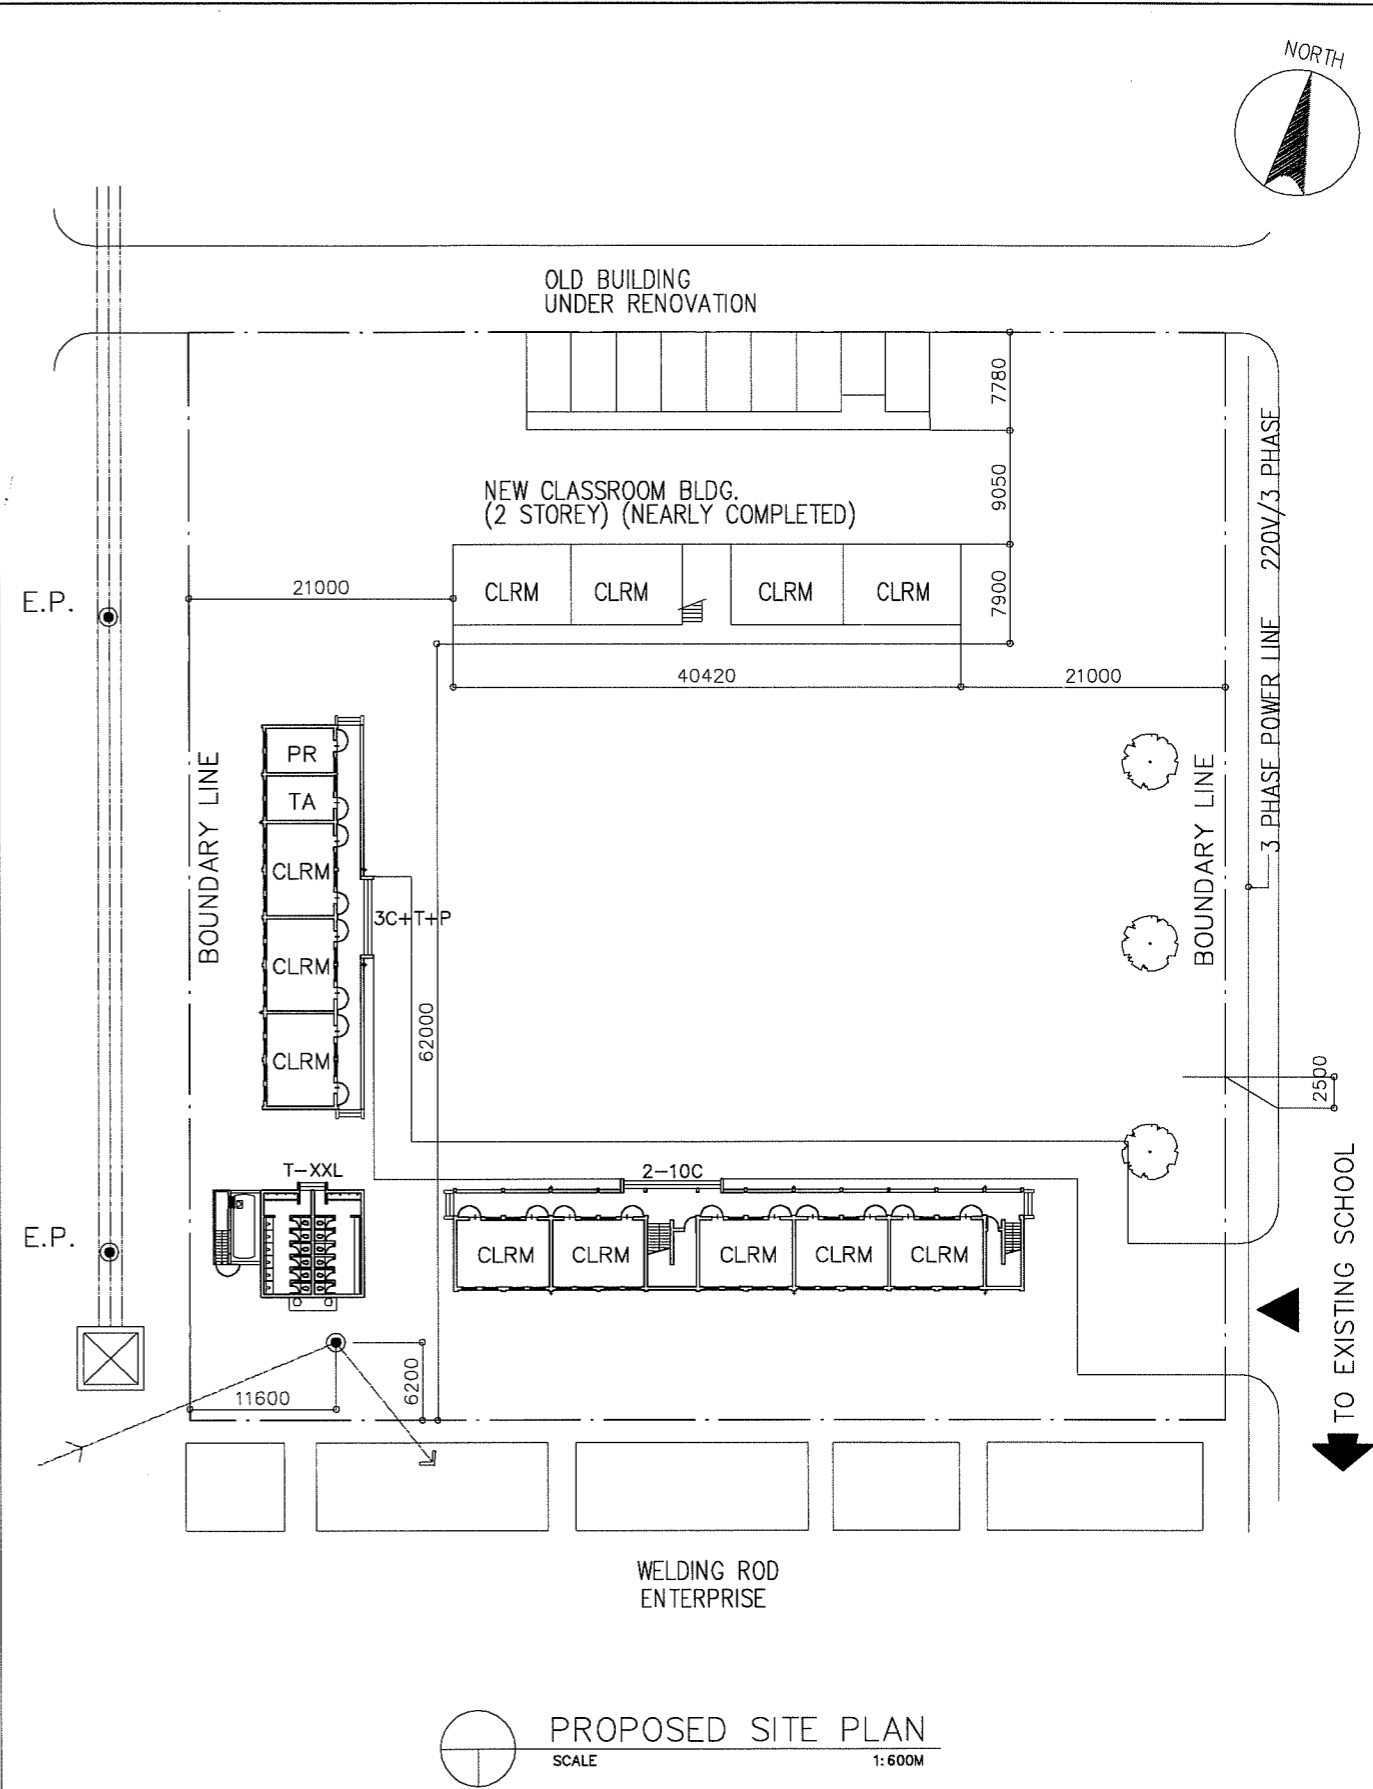 NORTH
OLD BUILDING
UNDER RENOVATION
7780
9050
7900
NEW CLASSROOM BLDG.
(2 STOREY) (NEARLY COMPLETED)
CLRM
CLRM
CLRM
CLRM
21000
E.P.
40420
21000
3 PHASE POWER LINE 220V/3 PHASE
BOUNDARY LINE
PR
TA
CLRM
CLRM
CLRM
3C+T+P
62000
BOUNDARY LINE
2500
T-XXL
2-10C
E.P.
CLRM
CLRM
CLRM
CLRM
CLRM
TO EXISTING SCHOOL
11600
6200
WELDING ROD
ENTERPRISE
PROPOSED SITE PLAN
SCALE 1:600M